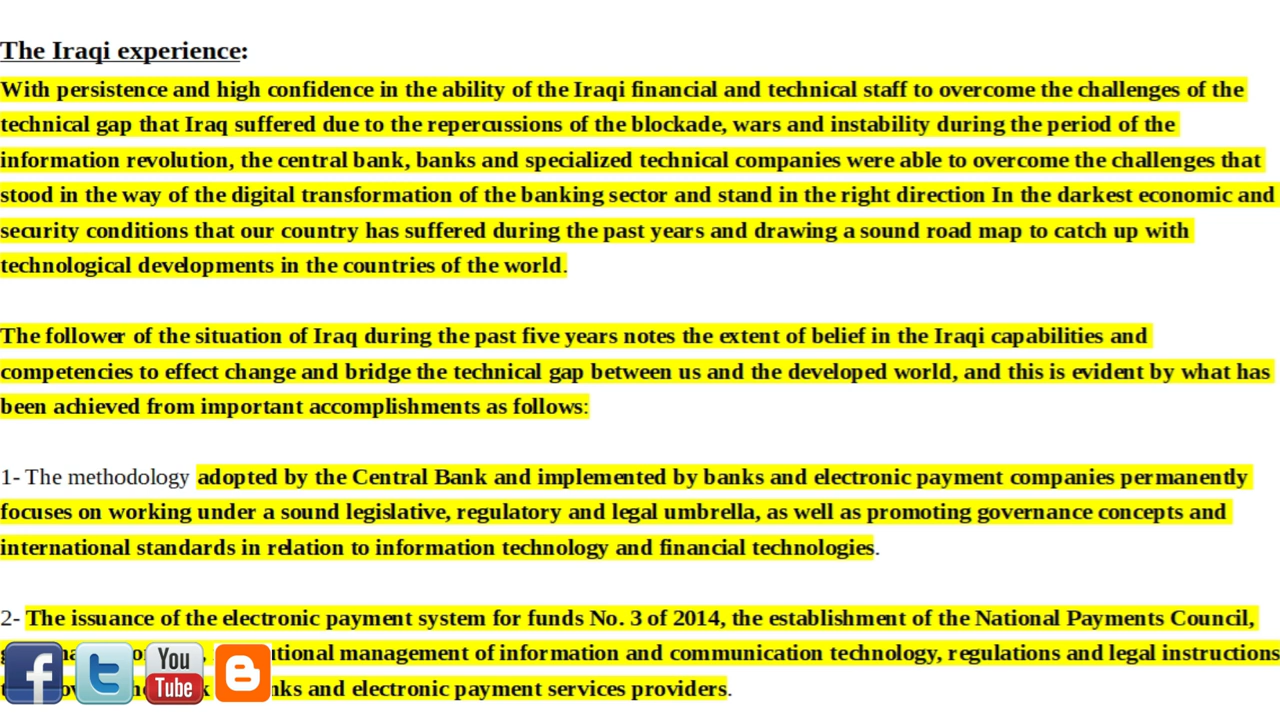 The Iraqi experience:
With persistence and high confidence in the ability of the Iraqi financial and technical staff to overcome the challenges of the
technical gap that Iraq suffered due to the repercussions of the blockade, wars and instability during the period of the
information revolution, the central bank, banks and specialized technical companies were able to overcome the challenges that
stood in the way of the digital transformation of the banking sector and stand in the right direction In the darkest economic and
security conditions that our country has suffered during the past years and drawing a sound road map to catch up with
technological developments in the countries of the world.
The follower of the situation of Iraq during the past five years notes the extent of belief in the Iraqi capabilities and
competencies to effect change and bridge the technical gap between us and the developed world, and this is evident by what has
been achieved from important accomplishments as follows:
1- The methodology adopted by the Central Bank and implemented by banks and electronic payment companies permanently
focuses on working under a sound legislative, regulatory and legal umbrella, as well as promoting governance concepts and
international standards in relation to information technology and financial technologies.
2- The issuance of the electronic payment system for funds No. 3 of 2014, the establishment of the National Payments Council,
management of information and communication technology, regulations and legal instructions
and electronic payment services providers.
You Tube